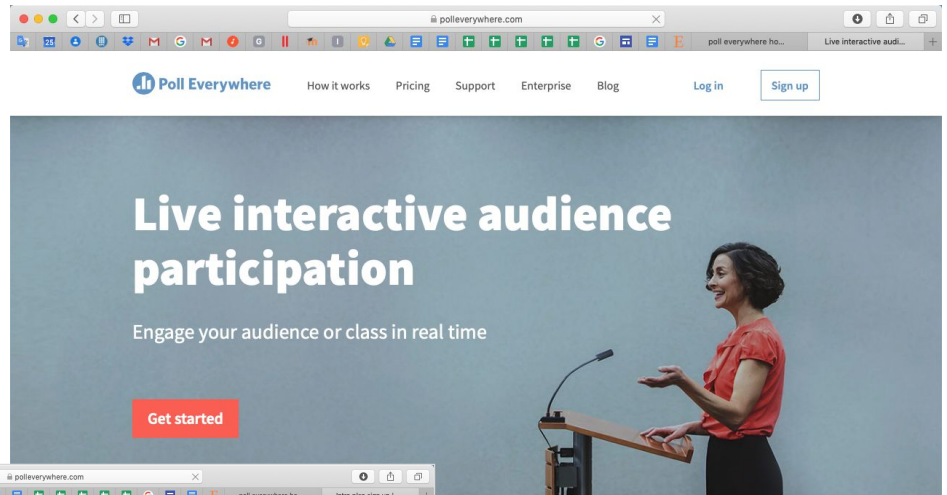 polleverywhere.com
poll everywhere ho... Live interactive audi...
Poll Everywhere How it works Pricing Support Enterprise Blog Log in Sign up
Live interactive audience
participation
Engage your audience or class in real time
Get started
polleverywhere.com